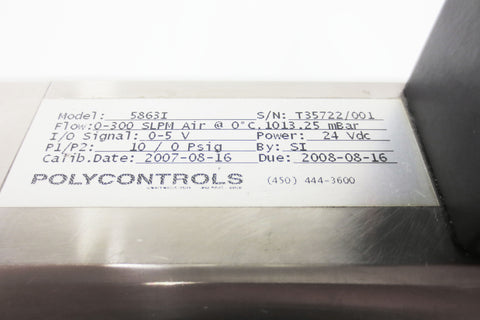 Model: 5863I S/N: T35722/001
Flow:0-300 SLPM Air @ 0°C,1013.25 mBar
I/O Signal: 0-5 V Power: 24 Vdc
P1/P2: 10 / 0 Psig By: SI
Calib.Date: 2007-08-16 Due: 2008-08-16
POLYCONTROLS (450) 444-3600